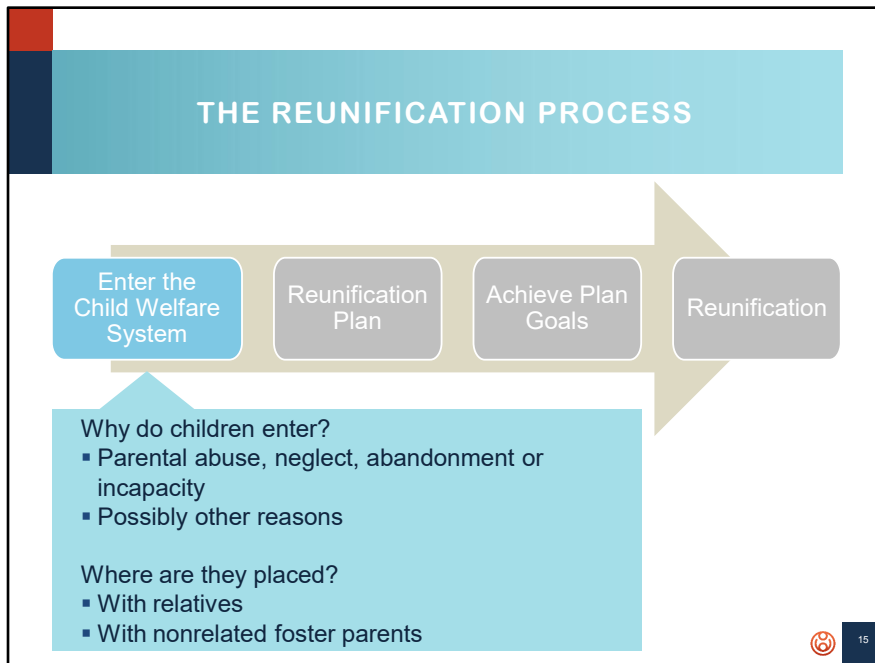 THE REUNIFICATION PROCESS
Enter the
Child Welfare
System
Reunification
Plan
Achieve Plan
Goals
Reunification
Why do children enter?
▪ Parental abuse, neglect, abandonment or
incapacity
▪ Possibly other reasons
Where are they placed?
▪ With relatives
▪ With nonrelated foster parents
15